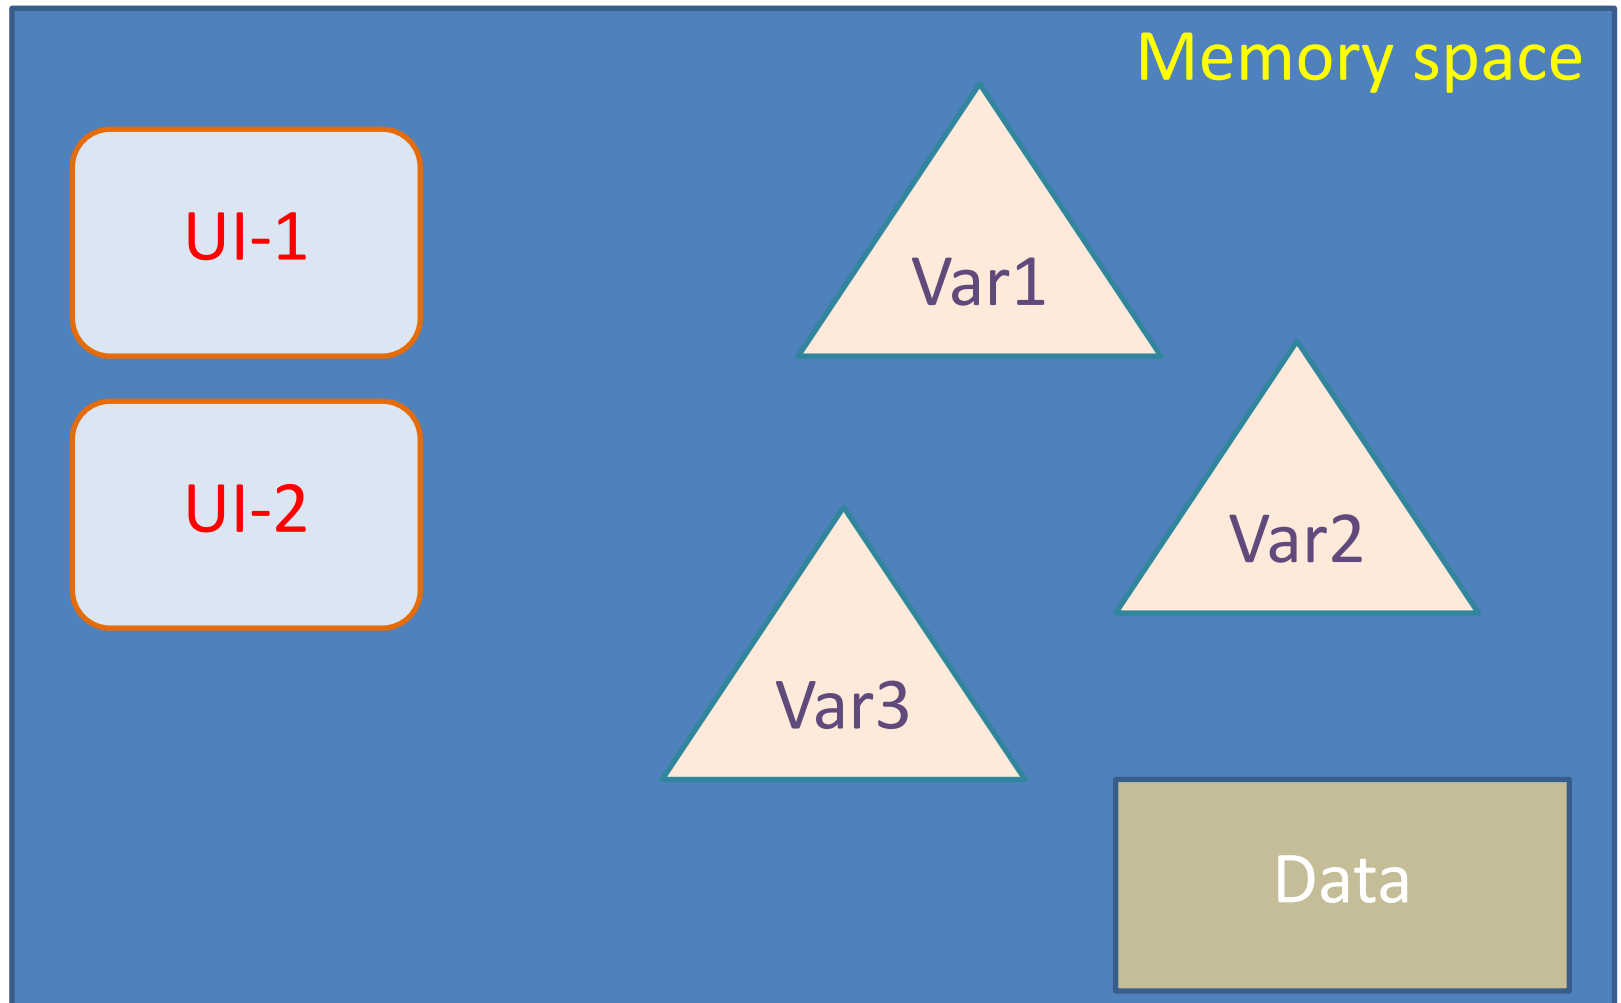 Memory space
UI-1
Var1
UI-2
Var2
Var3
Data